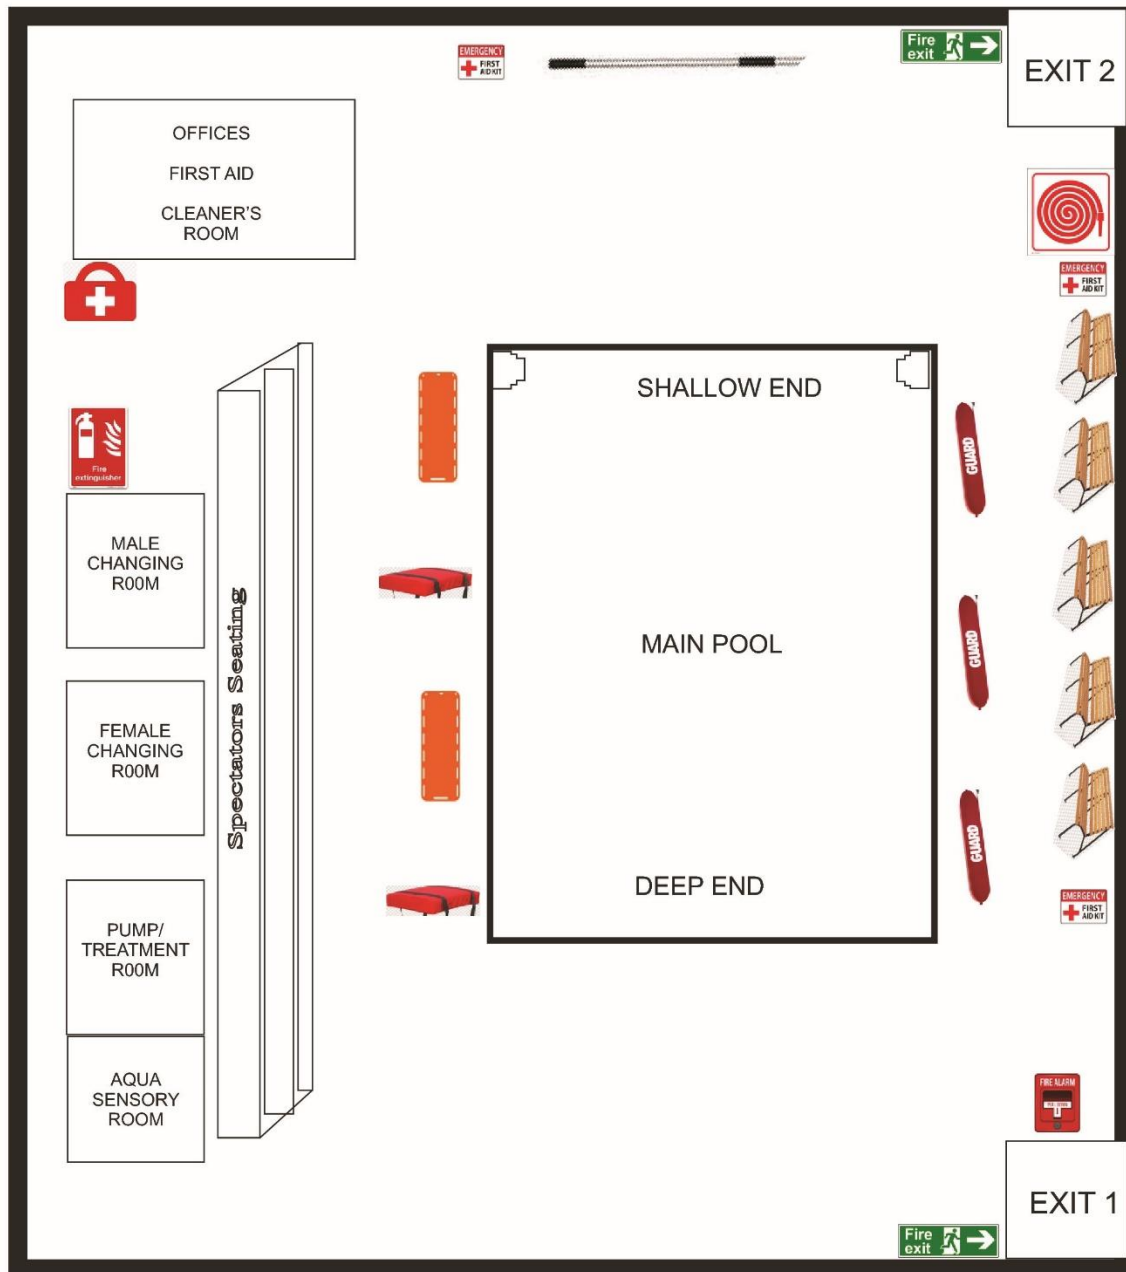 EMERGENCY
FIRST
AID KIT
Fire
exit
EXIT 2
OFFICES
FIRST AID
CLEANER'S
ROOM
EMERGENCY
FIRST
AID KIT
SHALLOW END
GUARD
Fire
extinguisher
MALE
CHANGING
R00M
Spectators Seating
MAIN POOL
GUARD
FEMALE
CHANGING
R00M
GUARD
DEEP END
EMERGENCY
FIRST
AID KIT
PUMP/
TREATMENT
R00M
AQUA
SENSORY
ROOM
FIRE ALARM
EXIT 1
Fire
exit